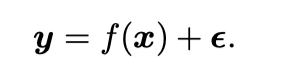 y = f(x) + ϵ.